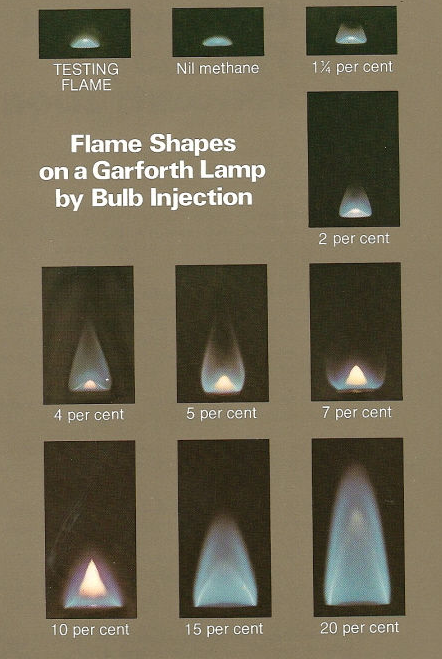 TESTING
FLAME
Nil methane
1¼ per cent
Flame Shapes
on a Garforth Lamp
by Bulb Injection
2 per cent
4 per cent
5 per cent
7 per cent
10 per cent
15 per cent
20 per cent